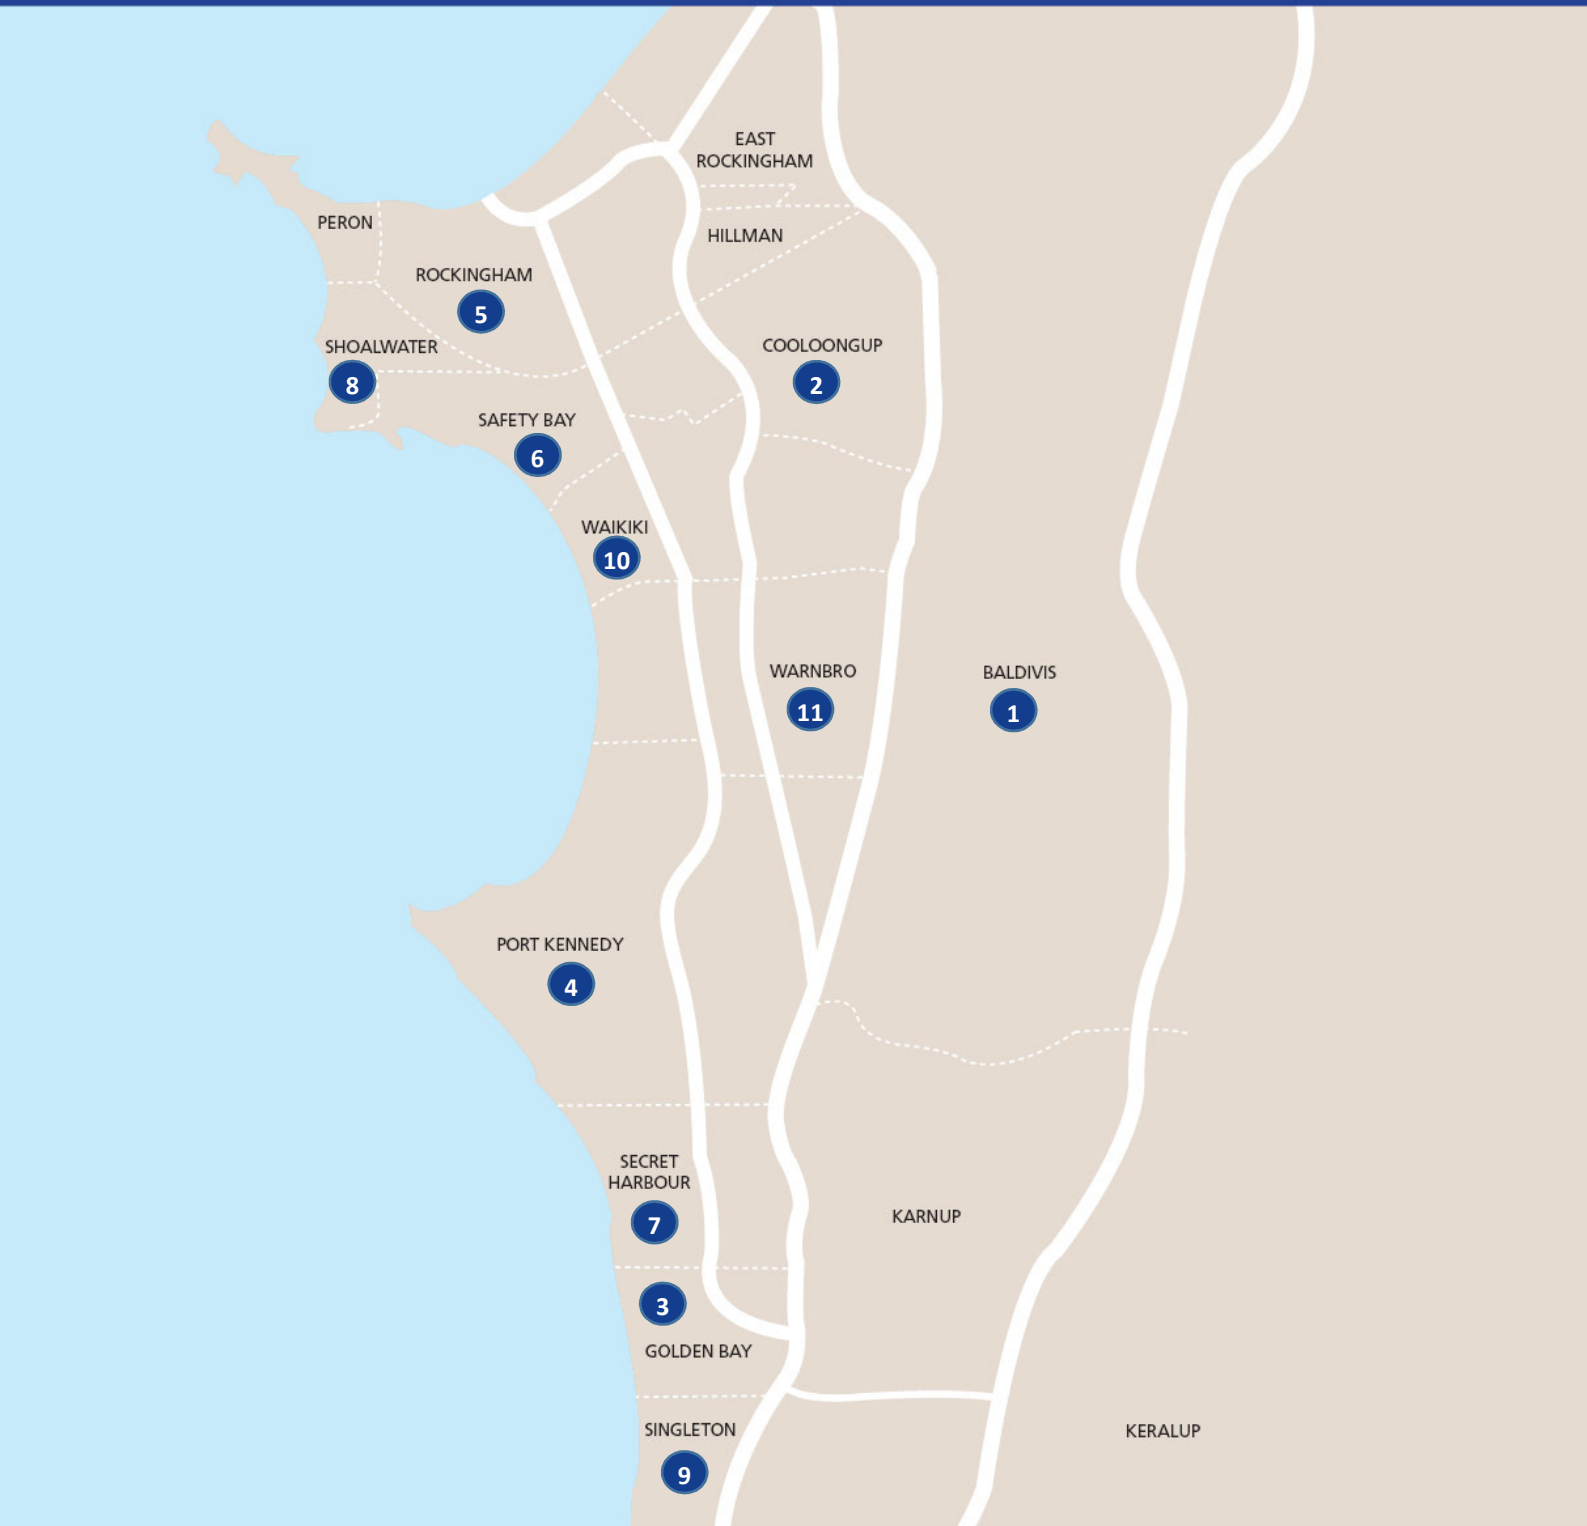 EAST
ROCKINGHAM
PERON
HILLMAN
ROCKINGHAM
5
SHOALWATER
8
COOLOONGUP
2
SAFETY BAY
6
WAIKIKI
10
WARNBRO
11
BALDIVIS
1
PORT KENNEDY
4
SECRET
HARBOUR
7
KARNUP
3
GOLDEN BAY
SINGLETON
9
KERALUP